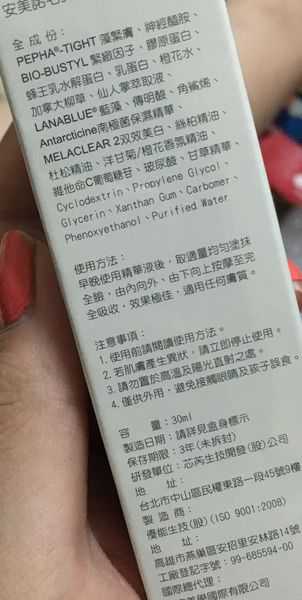 全 成 份：
PEPHA®-TIGHT 藻緊膚、神經醯胺、
BIO-BUSTYL 緊緻因子、膠原蛋白、
蜂王乳水解蛋白、乳蛋白、橙花水、
加拿大柳草、仙人掌萃取液、
LANABLUE® 藍藻、傳明酸、角鯊烯、
Antarcticine南極菌保濕精華、
MELACLEAR 2雙效美白、絲柏精油、
杜松精油、洋甘菊/橙花香氛精油、
維他命C葡萄糖苷、玻尿酸、甘草精華、
Cyclodextrin、Propylene Glycol、
Glycerin、Xanthan Gum、Carbomer、
Phenoxyethanol、Purified Water
使用方法：
早晚使用精華液後，取適量均勻塗抹
全臉，由內向外、由下向上按摩至完
全吸收，效果極佳，適用任何膚質。
注意事項：
1. 使用前請閱讀使用方法。
2. 若肌膚產生異狀，請立即停止使用。
3. 請勿置於高溫及陽光直射之處。
4. 僅供外用，避免接觸眼睛及孩子誤食。
容 量：30ml
製造日期：請詳見盒身標示
保存期限：3年(未拆封)
研發單位：芯芮生技開發(股)公司
地 址：
台北市中山區民權東路一段45號9樓
製 造 商：
優能生技(股)(ISO 9001:2008)
地 址：
高雄市燕巢區安招里安林路14號
工廠登記字號：99-685594-00
國際總代理：